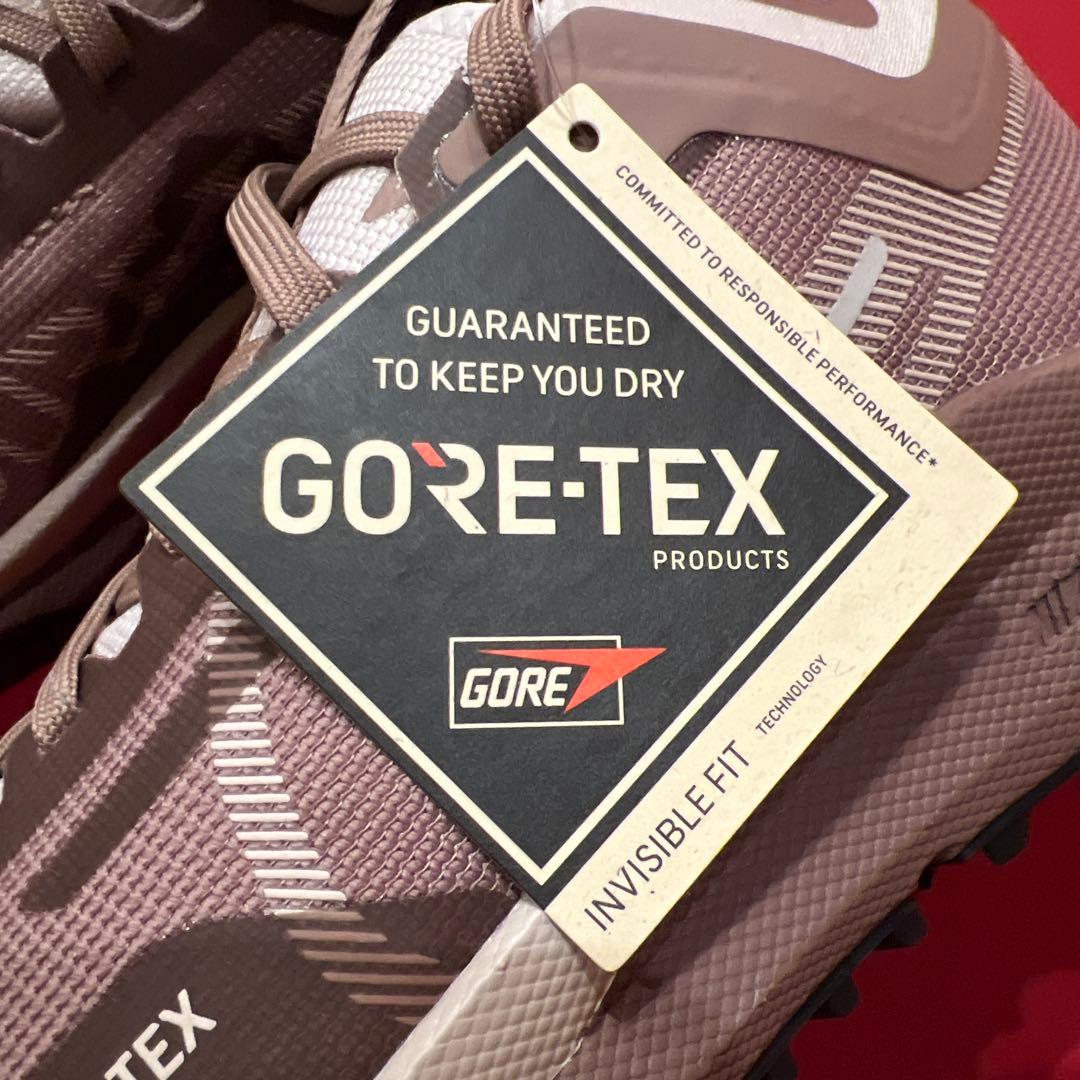 COMMITTED TO RESPONSIBLE PERFORMANCE*
GUARANTEED
TO KEEP YOU DRY
GORE-TEX
PRODUCTS
GORE
INVISIBLE FIT TECHNOLOGY
TEX